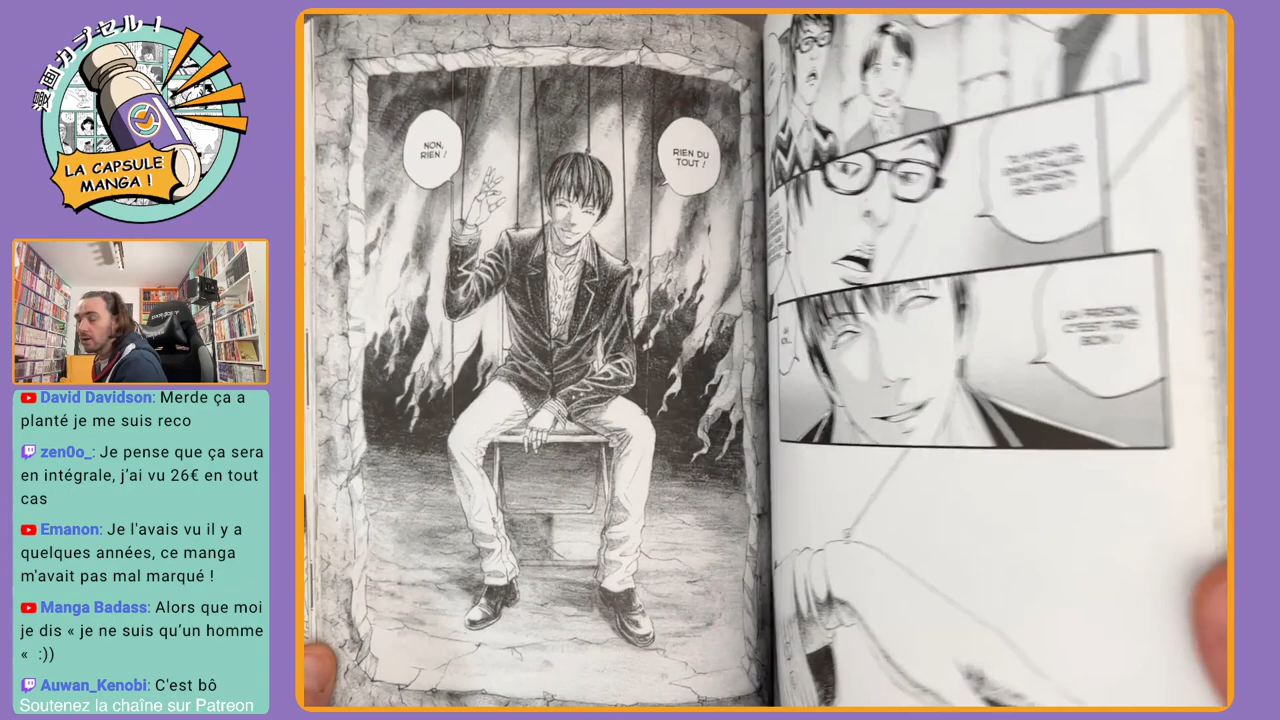 漫画カプセル！
LA CAPSULE
MANGA !
David Davidson: Merde ça a
planté je me suis reco
zen0o_: Je pense que ça sera
en intégrale, j'ai vu 26€ en tout
cas
Emanon: Je l'avais vu il y a
quelques années, ce manga
m'avait pas mal marqué !
Manga Badass: Alors que moi
je dis « je ne suis qu'un homme
« :))
Auwan_Kenobi: C'est bô
Soutenez la chaîne sur Patreon
NON,
RIEN !
RIEN DU
TOUT !
LA PRISON,
C'EST PAS
BON !